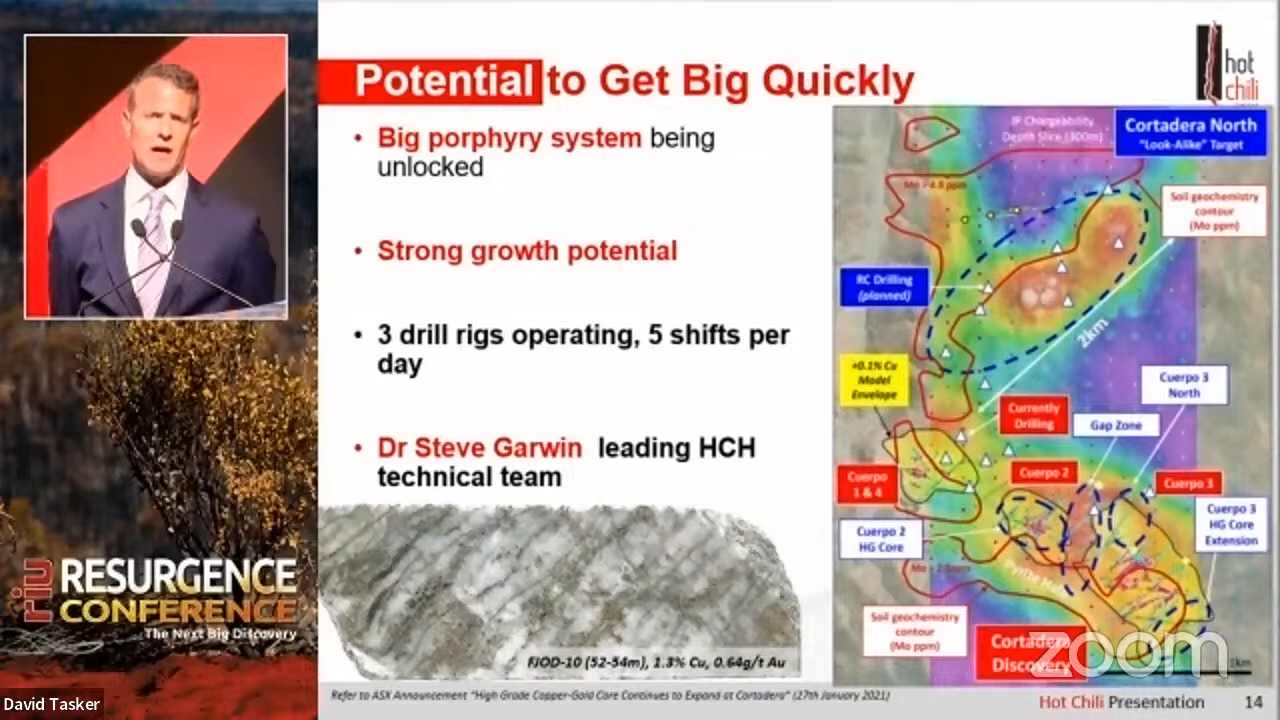 Potential to Get Big Quickly
hot
chili
• Big porphyry system being
unlocked
• Strong growth potential
• 3 drill rigs operating, 5 shifts per
day
• Dr Steve Garwin leading HCH
technical team
FJOD-10 (52-54m), 1.3% Cu, 0.64g/t Au
IP Chargeability
Depth Slice (300m)
Cortadera North
"Look-Alike" Target
Soil geochemistry
contour
(Mo ppm)
RC Drilling
(planned)
2km
+0.1% Cu
Model
Envelope
Cuerpo 3
North
Currently
Drilling
Gap Zone
Cuerpo
1 & 4
Cuerpo 2
Cuerpo 3
Cuerpo 2
HG Core
Cuerpo 3
HG Core
Extension
Soil geochemistry
contour
(Mo ppm)
Cortadera
Discovery
1km
zoom
riu RESURGENCE
CONFERENCE
The Next Big Discovery
Refer to ASX Announcement "High Grade Copper-Gold Core Continues to Expand at Cortadera" (27th January 2021)
Hot Chili Presentation 14
David Tasker